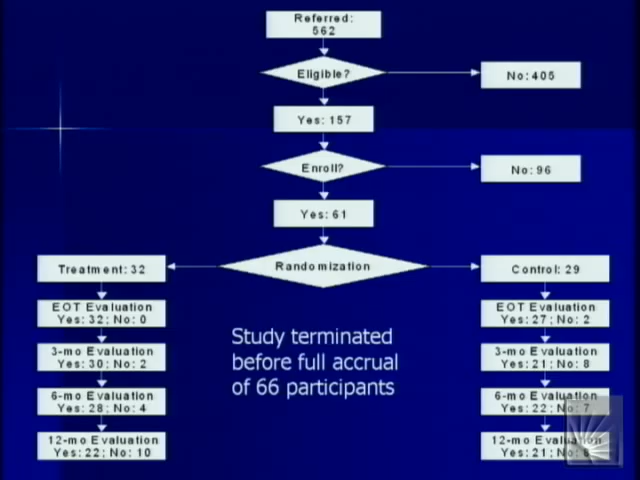 Referred:
562
Eligible?
No: 405
Yes: 157
Enroll?
No: 96
Yes: 61
Randomization
Treatment: 32
Control: 29
EOT Evaluation
Yes: 32; No: 0
EOT Evaluation
Yes: 27; No: 2
3-mo Evaluation
Yes: 30; No: 2
3-mo Evaluation
Yes: 21; No: 8
6-mo Evaluation
Yes: 28; No: 4
6-mo Evaluation
Yes: 22; No: 7
12-mo Evaluation
Yes: 22; No: 10
12-mo Evaluation
Yes: 21; No:
Study terminated
before full accrual
of 66 participants